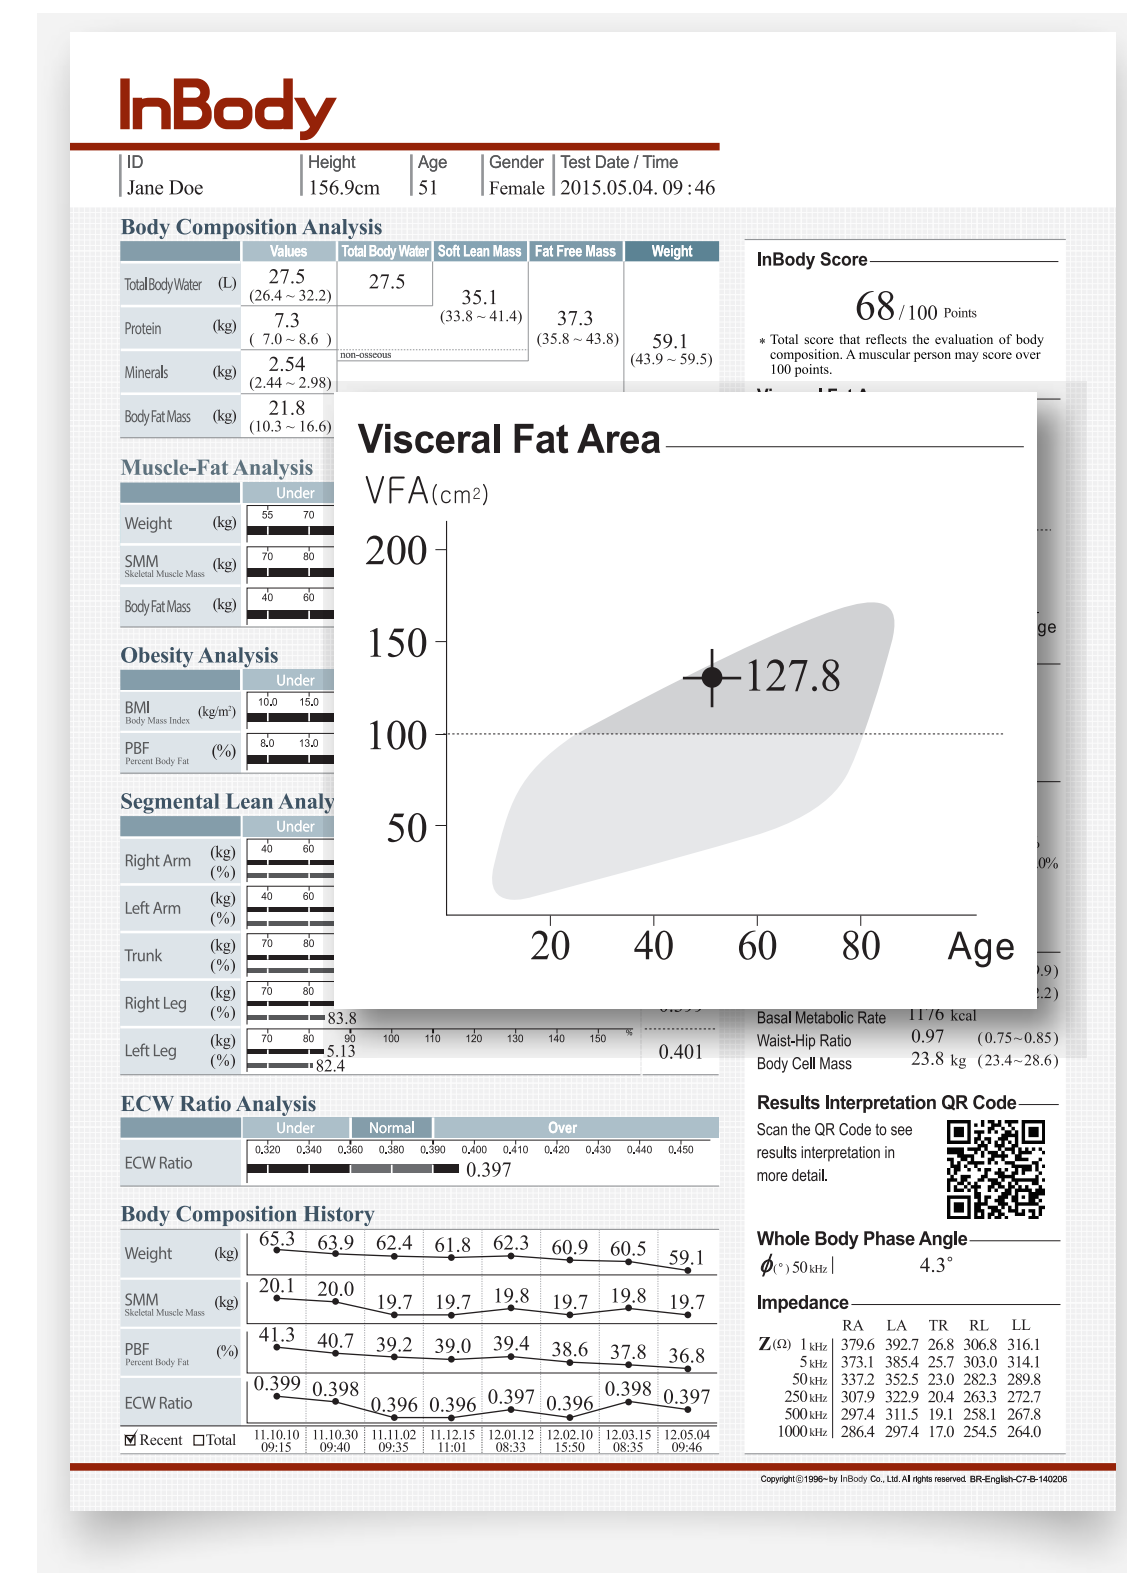 InBody
ID Height Age Gender Test Date / Time
Jane Doe 156.9cm 51 Female 2015.05.04. 09 : 46
Body Composition Analysis
Values Total Body Water Soft Lean Mass Fat Free Mass Weight
Total Body Water (L) 27.5 (26.4 ~ 32.2) 27.5
35.1 (33.8 ~ 41.4)
Protein (kg) 7.3 ( 7.0 ~ 8.6 )
37.3 (35.8 ~ 43.8)
59.1 (43.9 ~ 59.5)
non-osseous
Minerals (kg) 2.54 (2.44 ~ 2.98)
Body Fat Mass (kg) 21.8 (10.3 ~ 16.6)
InBody Score
68 / 100 Points
* Total score that reflects the evaluation of body
composition. A muscular person may score over
100 points.
Visceral Fat Area
VFA(cm²)
200
150
127.8
100
50
20 40 60 80 Age
Muscle-Fat Analysis
Under
Weight (kg) 55 70
SMM (kg) 70 80
Skeletal Muscle Mass
Body Fat Mass (kg) 40 60
Obesity Analysis
Under
BMI (kg/m²) 10.0 15.0
Body Mass Index
PBF (%) 8.0 13.0
Percent Body Fat
Segmental Lean Analy
Under
Right Arm (kg) (%) 40 60
Left Arm (kg) (%) 40 60
Trunk (kg) (%) 70 80
Right Leg (kg) (%) 70 80
83.8
Left Leg (kg) (%) 70 80 90 100 110 120 130 140 150 %
5.13
82.4
0.401
ge
0%
.9)
.2)
Basal Metabolic Rate 1176 kcal
Waist-Hip Ratio 0.97 (0.75~0.85)
Body Cell Mass 23.8 kg (23.4~28.6)
ECW Ratio Analysis
Under Normal Over
0.320 0.340 0.360 0.380 0.390 0.400 0.410 0.420 0.430 0.440 0.450
ECW Ratio 0.397
Results Interpretation QR Code
Scan the QR Code to see
results interpretation in
more detail.
Body Composition History
Weight (kg) 65.3 63.9 62.4 61.8 62.3 60.9 60.5 59.1
SMM (kg) 20.1 20.0 19.7 19.7 19.8 19.7 19.8 19.7
Skeletal Muscle Mass
PBF (%) 41.3 40.7 39.2 39.0 39.4 38.6 37.8 36.8
Percent Body Fat
ECW Ratio 0.399 0.398 0.396 0.396 0.397 0.396 0.398 0.397
Recent Total 11.10.10 11.10.30 11.11.02 11.12.15 12.01.12 12.02.10 12.03.15 12.05.04
09:15 09:40 09:35 11:01 08:33 15:50 08:35 09:46
Whole Body Phase Angle
ϕ(°) 50 kHz 4.3°
Impedance
RA LA TR RL LL
Z(Ω) 1 kHz 379.6 392.7 26.8 306.8 316.1
5 kHz 373.1 385.4 25.7 303.0 314.1
50 kHz 337.2 352.5 23.0 282.3 289.8
250 kHz 307.9 322.9 20.4 263.3 272.7
500 kHz 297.4 311.5 19.1 258.1 267.8
1000 kHz 286.4 297.4 17.0 254.5 264.0
Copyright©1996~ by InBody Co., Ltd. All rights reserved. BR-English-C7-B-140206